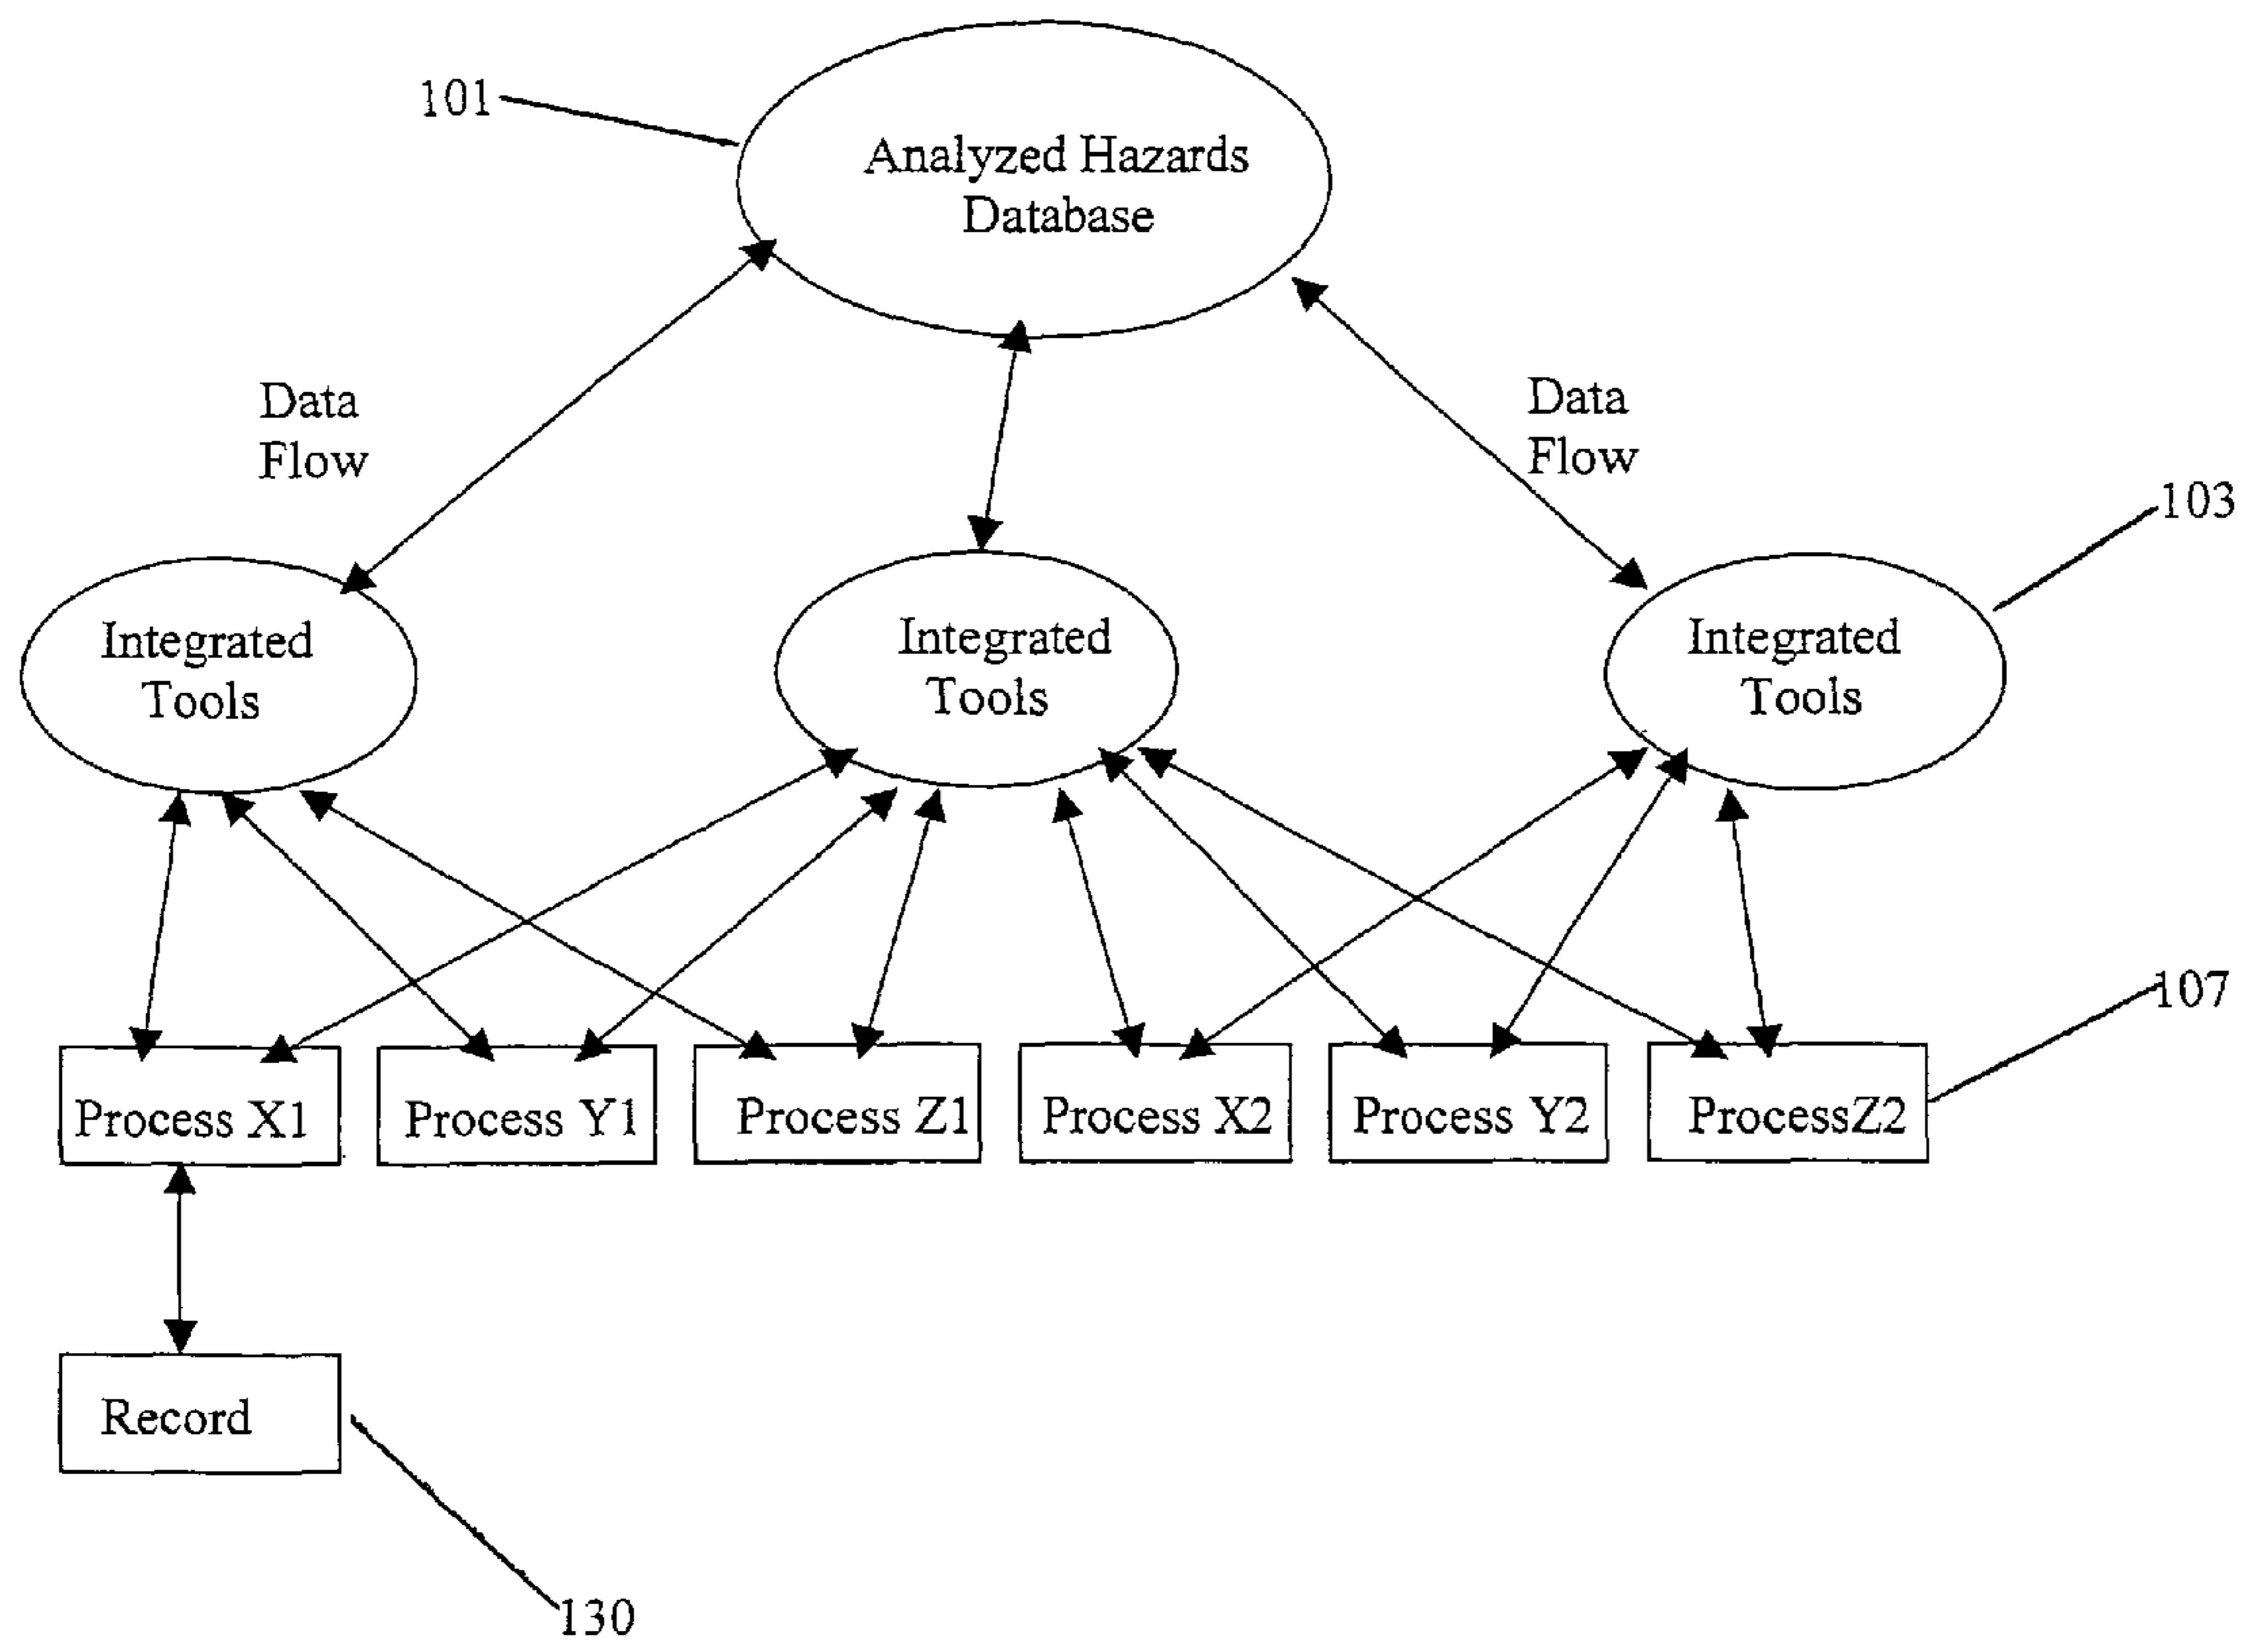 101
Analyzed Hazards
Database
Data
Flow
Data
Flow
103
Integrated
Tools
Integrated
Tools
Integrated
Tools
107
Process X1
Process Y1
Process Z1
Process X2
Process Y2
ProcessZ2
Record
130